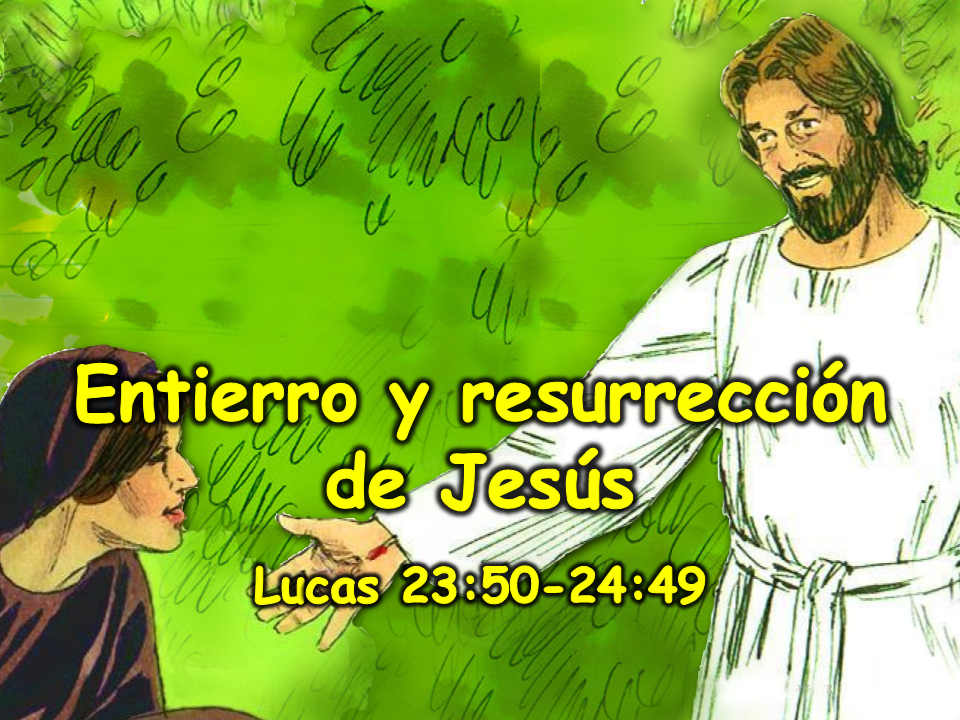 Entierro y resurrección
de Jesús
Lucas 23:50-24:49